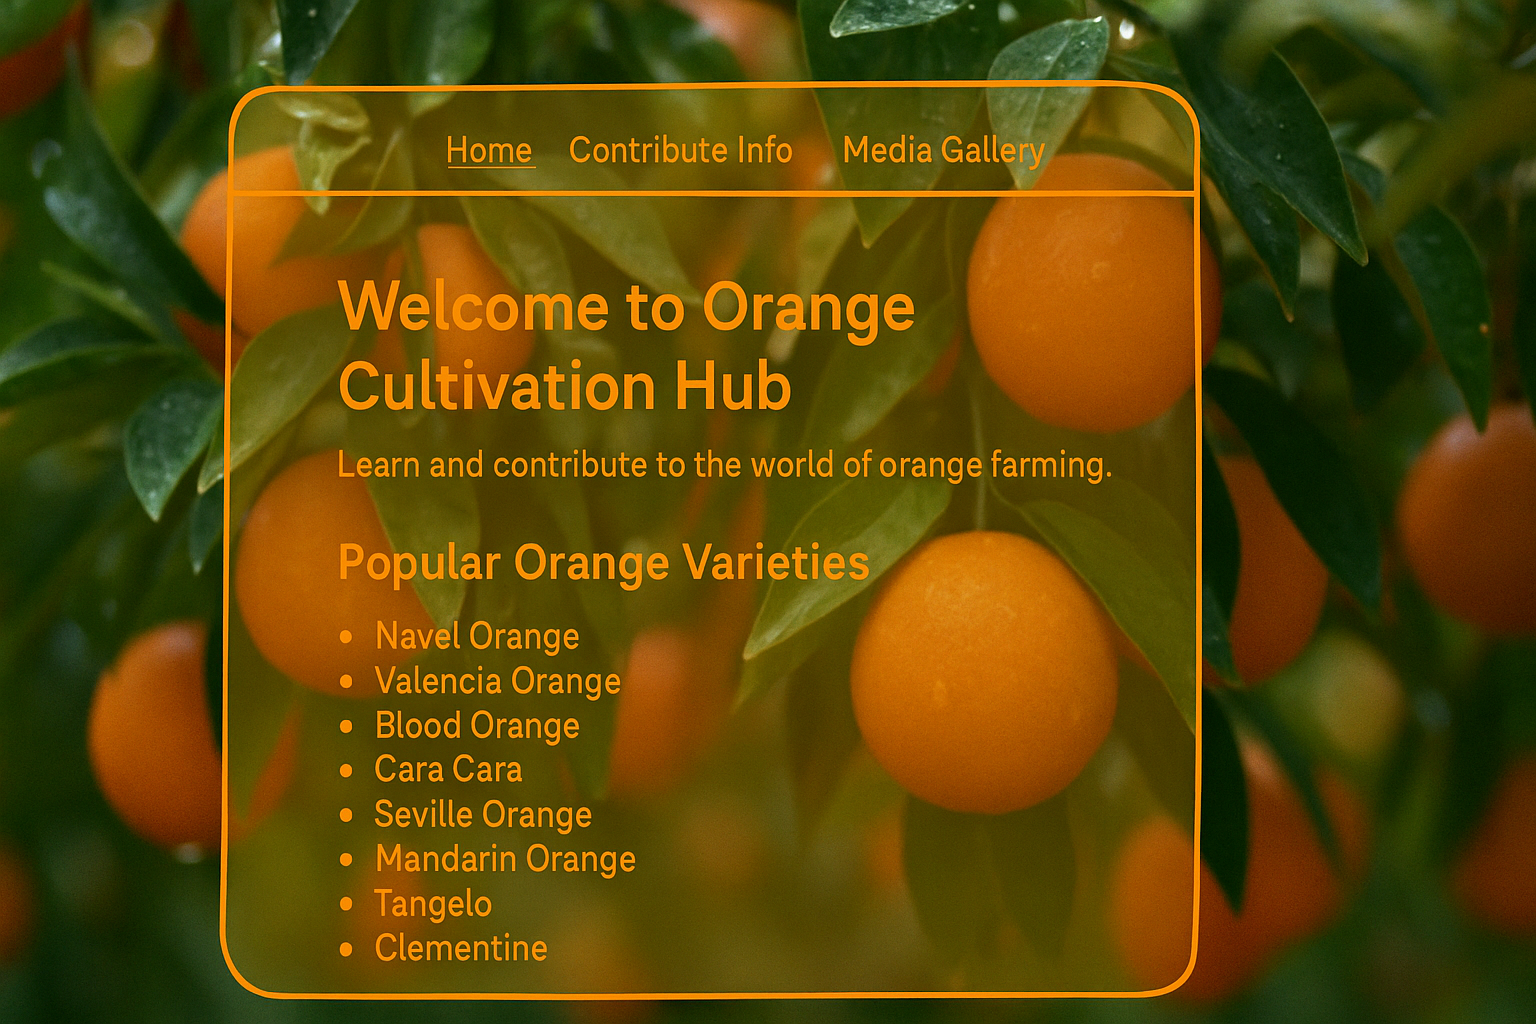 Home Contribute Info Media Gallery
Welcome to Orange
Cultivation Hub
Learn and contribute to the world of orange farming.
Popular Orange Varieties
• Navel Orange
• Valencia Orange
• Blood Orange
• Cara Cara
• Seville Orange
• Mandarin Orange
• Tangelo
• Clementine